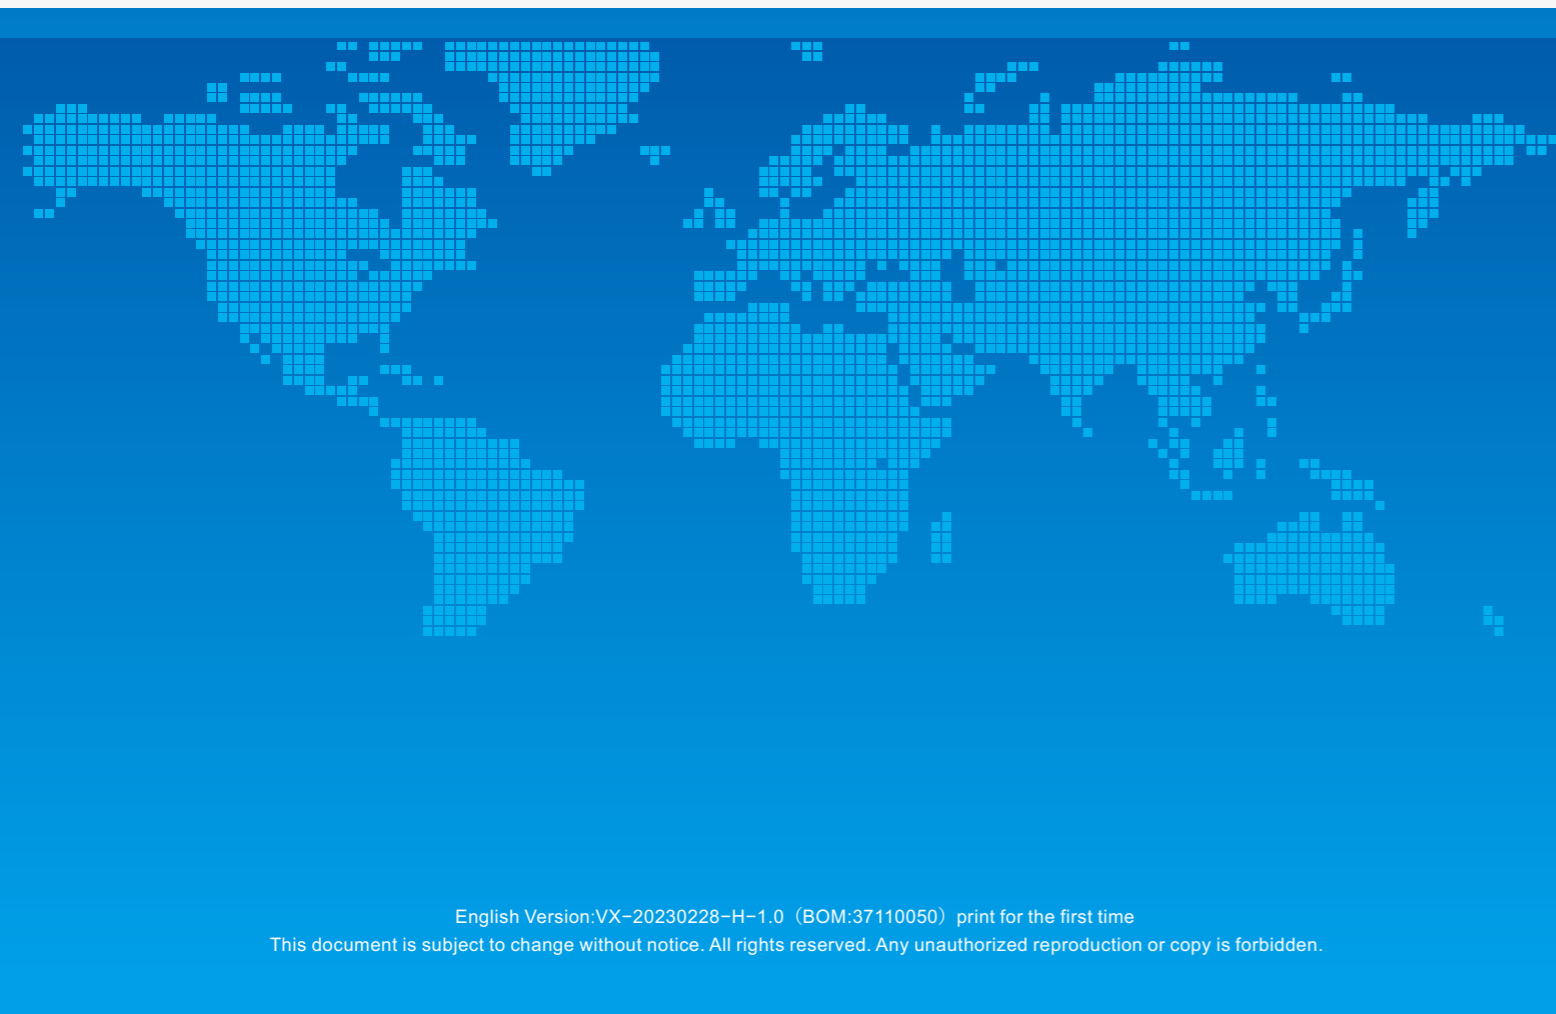 English Version:VX-20230228-H-1.0（BOM:37110050）print for the first time
This document is subject to change without notice. All rights reserved. Any unauthorized reproduction or copy is forbidden.